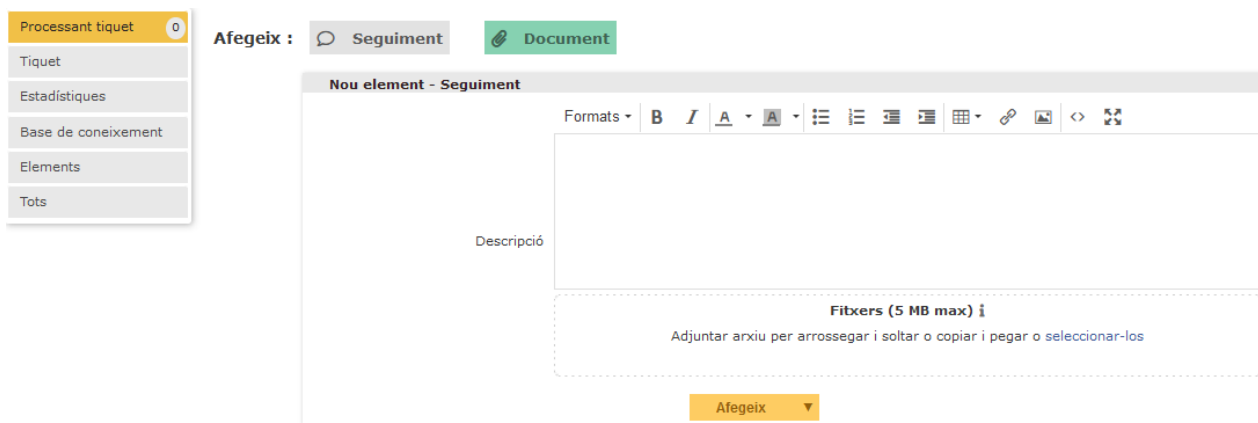 Processant tiquet 0
Tiquet
Estadístiques
Base de coneixement
Elements
Tots
Afegeix : Seguiment Document
Nou element - Seguiment
Formats B I A A
Descripció
Fitxers (5 MB max) i
Adjuntar arxiu per arrossegar i soltar o copiar i pegar o seleccionar-los
Afegeix